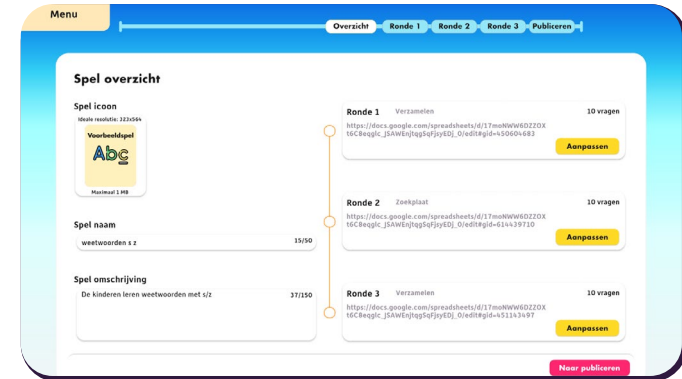 Menu
Overzicht
Ronde 1
Ronde 2
Ronde 3
Publiceren
Spel overzicht
Spel icoon
Ideale resolutie: 323x564
Voorbeeldspel
Abc
Maximaal 1 MB
Spel naam
weetwoorden s z
15/50
Spel omschrijving
De kinderen leren weetwoorden met s/z
37/150
Ronde 1 Verzamelen 10 vragen
https://docs.google.com/spreadsheets/d/17moNWW6DZZOX
t6C8eqglc_JSAWEnjtqgSqFjsyEDj_0/edit#gid=450604683
Aanpassen
Ronde 2 Zoekplaat 10 vragen
https://docs.google.com/spreadsheets/d/17moNWW6DZZOX
t6C8eqglc_JSAWEnjtqgSqFjsyEDj_0/edit#gid=614439710
Aanpassen
Ronde 3 Verzamelen 10 vragen
https://docs.google.com/spreadsheets/d/17moNWW6DZZOX
t6C8eqglc_JSAWEnjtqgSqFjsyEDj_0/edit#gid=451143497
Aanpassen
Naar publiceren